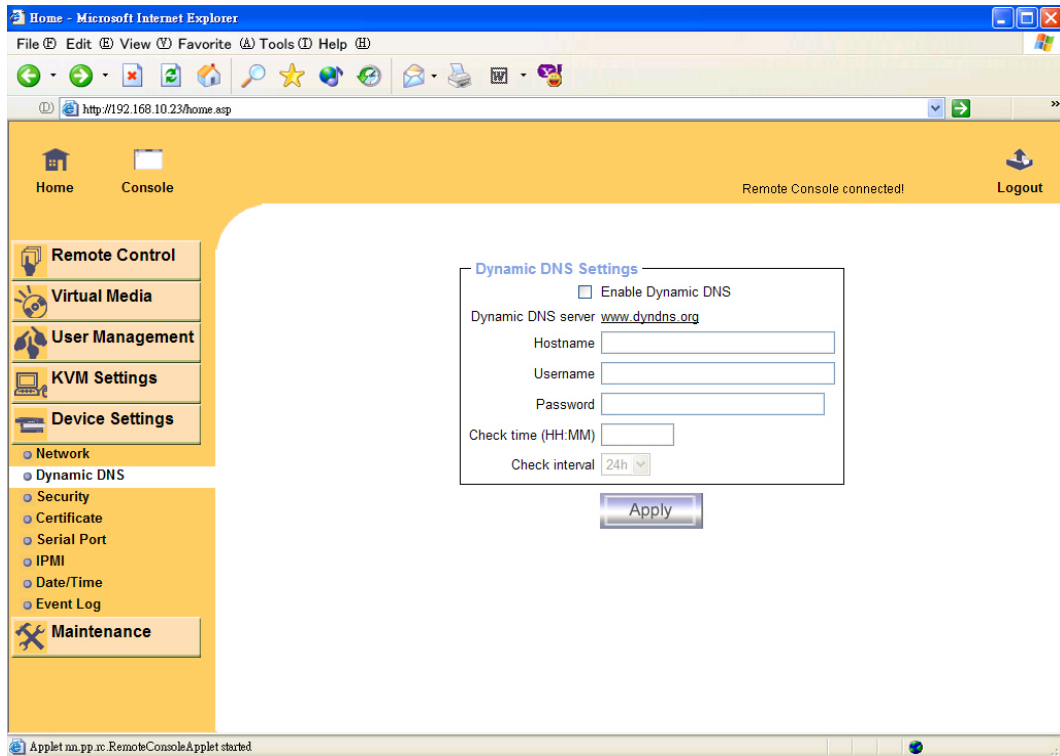 Home - Microsoft Internet Explorer
File (F) Edit (E) View (V) Favorite (A) Tools (T) Help (H)
(D) http://192.168.10.23/home.asp
Home
Console
Remote Console connected!
Logout
Remote Control
Virtual Media
User Management
KVM Settings
Device Settings
Network
Dynamic DNS
Security
Certificate
Serial Port
IPMI
Date/Time
Event Log
Maintenance
Dynamic DNS Settings
Enable Dynamic DNS
Dynamic DNS server www.dyndns.org
Hostname
Username
Password
Check time (HH:MM)
Check interval 24h
Apply
Applet nn.pp.rc.RemoteConsoleApplet started